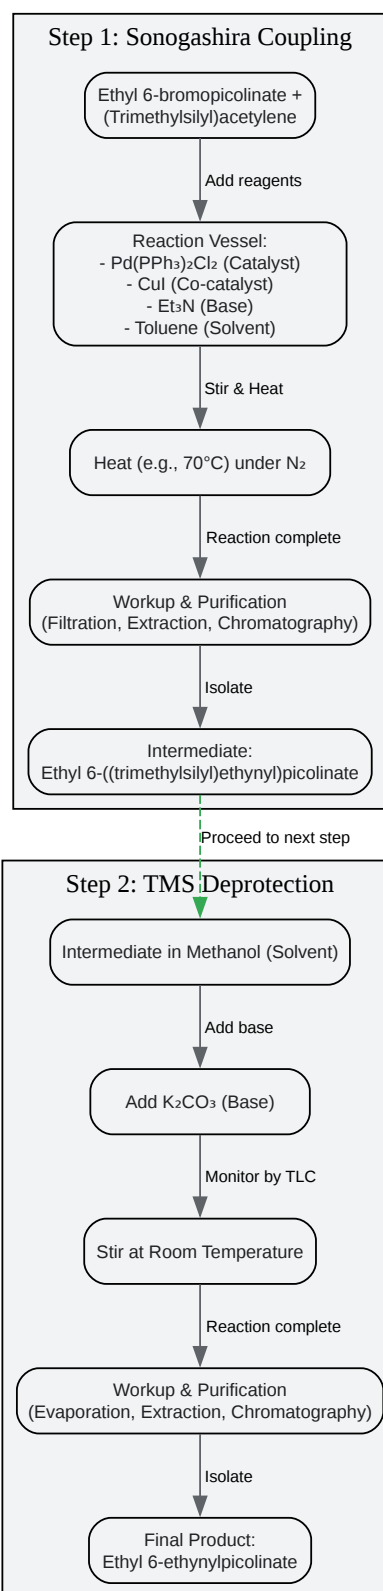 Step 1: Sonogashira Coupling
Ethyl 6-bromopicolinate +
(Trimethylsilyl)acetylene
Add reagents
Reaction Vessel:
- Pd(PPh₃)₂Cl₂ (Catalyst)
- CuI (Co-catalyst)
- Et₃N (Base)
- Toluene (Solvent)
Stir & Heat
Heat (e.g., 70°C) under N₂
Reaction complete
Workup & Purification
(Filtration, Extraction, Chromatography)
Isolate
Intermediate:
Ethyl 6-((trimethylsilyl)ethynyl)picolinate
Proceed to next step
Step 2: TMS Deprotection
Intermediate in Methanol (Solvent)
Add base
Add K₂CO₃ (Base)
Monitor by TLC
Stir at Room Temperature
Reaction complete
Workup & Purification
(Evaporation, Extraction, Chromatography)
Isolate
Final Product:
Ethyl 6-ethynylpicolinate